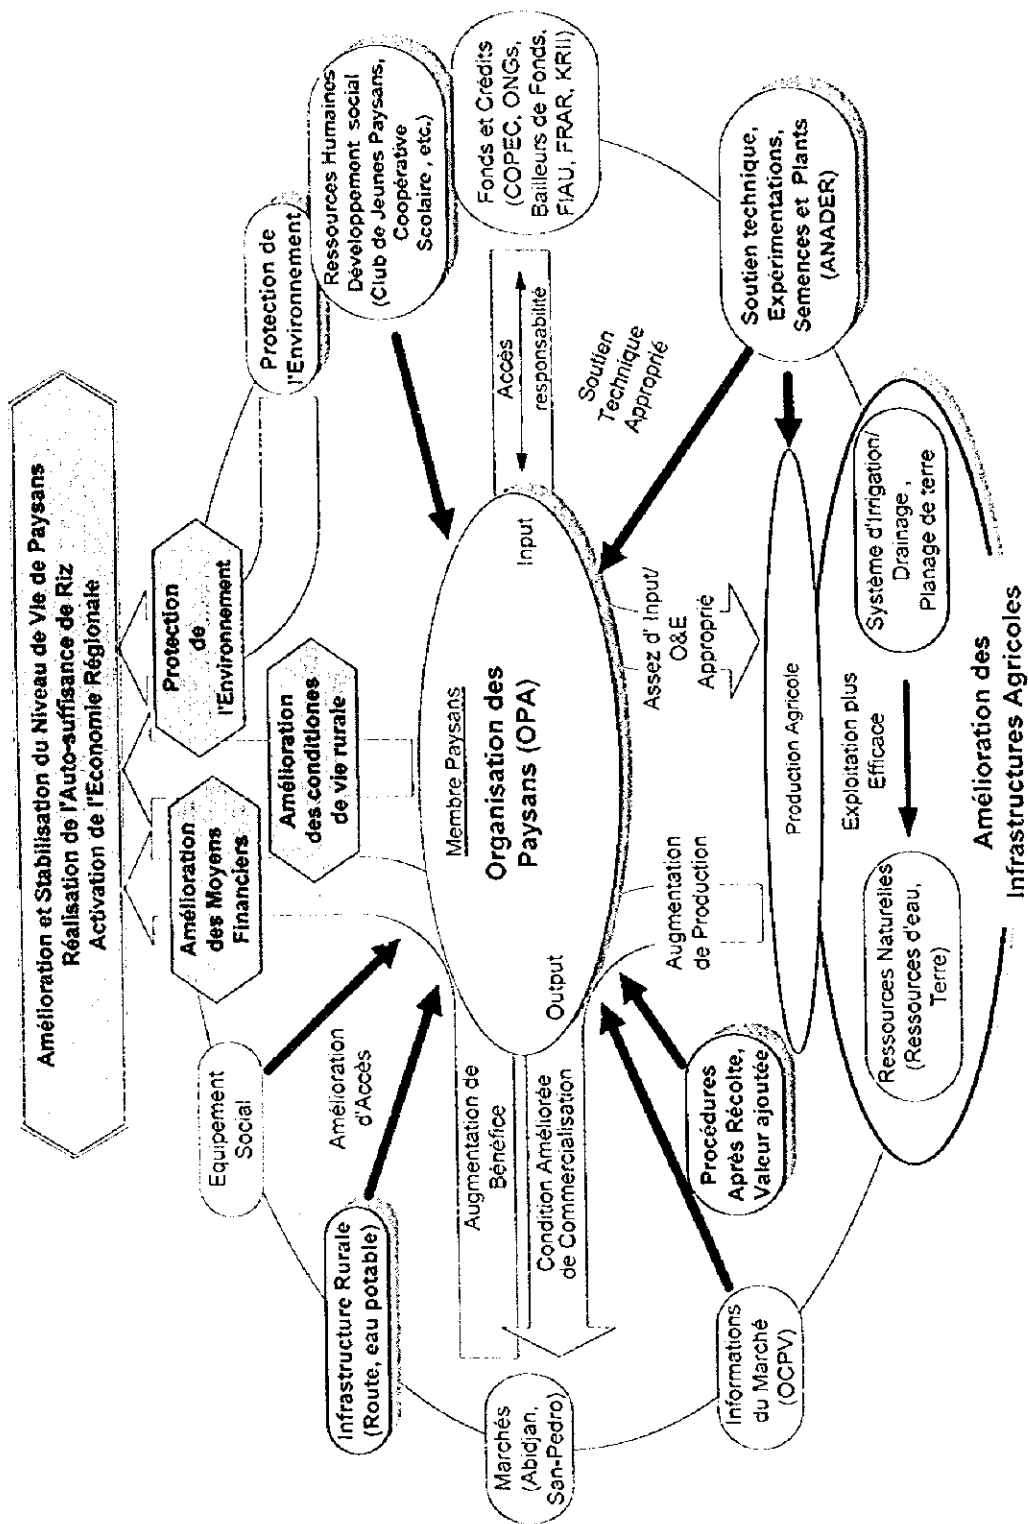 Amélioration et Stabilisation du Niveau de Vie de Paysans
Réalisation de l'Auto-suffisance de Riz
Activation de l'Economie Régionale
Equipement
Social
Amélioration
des Moyens
Financiers
Protection
de
l'Environnement
Protection de
l'Environnement
Amélioration
des conditiones
de vie rurale
Ressources Humaines
Développement social
(Club de Jeunes Paysans,
Coopérative
Scolaire, etc.)
Infrastructure Rurale
(Route, eau potable)
Amélioration
d'Accès
Marchés
(Abidjan,
San-Pedro)
Augmentation de
Bénéfice
Condition Améliorée
de Commercialisation
Output
Membre Paysans
Organisation des
Paysans (OPA)
Input
Accès
responsabilité
Fonds et Crédits
(COPEC, ONGs,
Bailleurs de Fonds,
FIAU, FRAR, KRII)
Soutien
Technique
Approprié
Informations
du Marché
(OCPV)
Procédures
Après Récolte,
Valeur ajoutée
Augmentation
de Production
Assez d' Input/
O&E
Approprié
Soutien technique,
Expérimentations,
Semences et Plants
(ANADER)
Production Agricole
Exploitation plus
Efficace
Ressources Naturelles
(Ressources d'eau,
Terre)
Système d'Irrigation/
Drainage ,
Planage de terre
Amélioration des
Infrastructures Agricoles